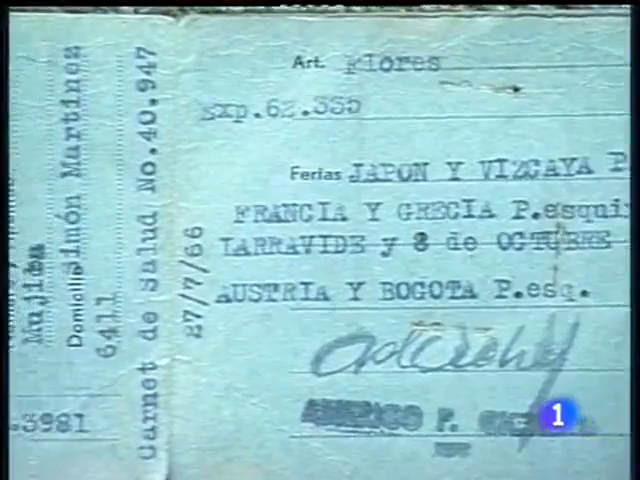 Mujica
Domicilio Simón Martinez
6411
Carnet de Salud No.40.947
27/7/66
.3981
Art. Flores
Exp.62.335
Ferias JAPON Y VIZCAYA P
FRANCIA Y GRECIA P.esqui
LARRAVIDE y 8 de OCTUBRE
AUSTRIA Y BOGOTA P.esq.
P.
1